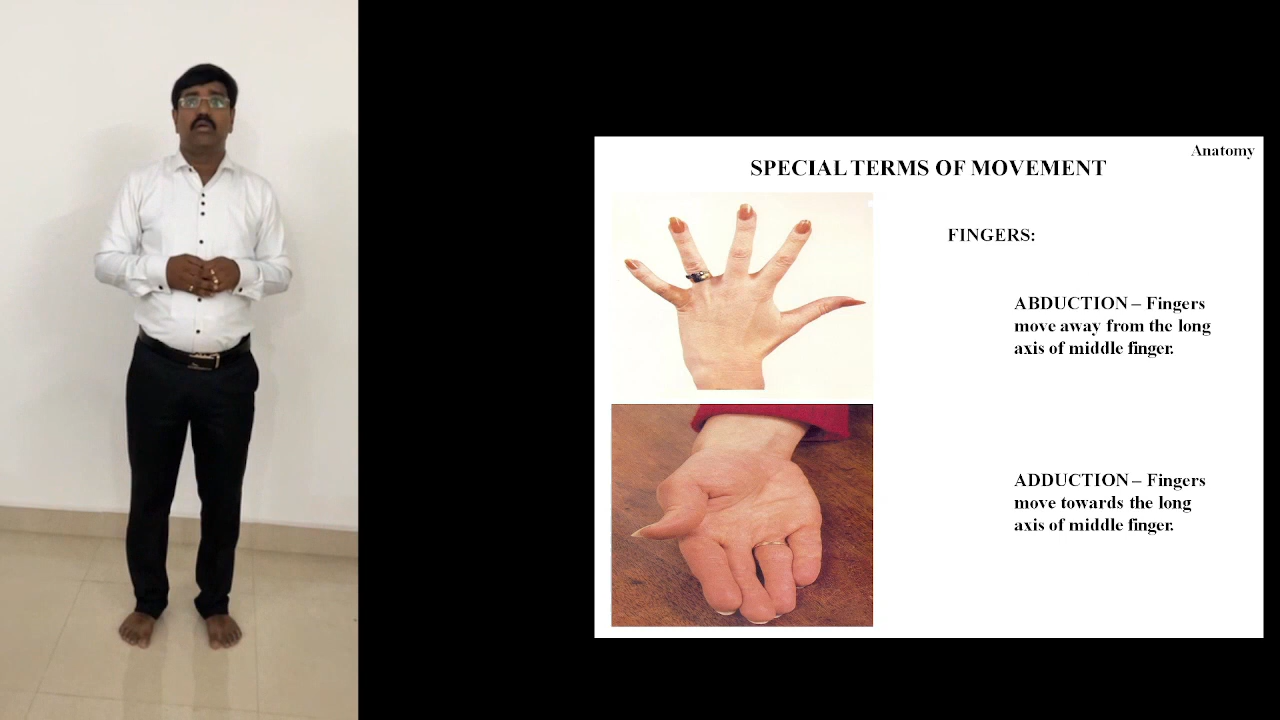 Anatomy
SPECIAL TERMS OF MOVEMENT
FINGERS:
ABDUCTION – Fingers
move away from the long
axis of middle finger.
ADDUCTION – Fingers
move towards the long
axis of middle finger.